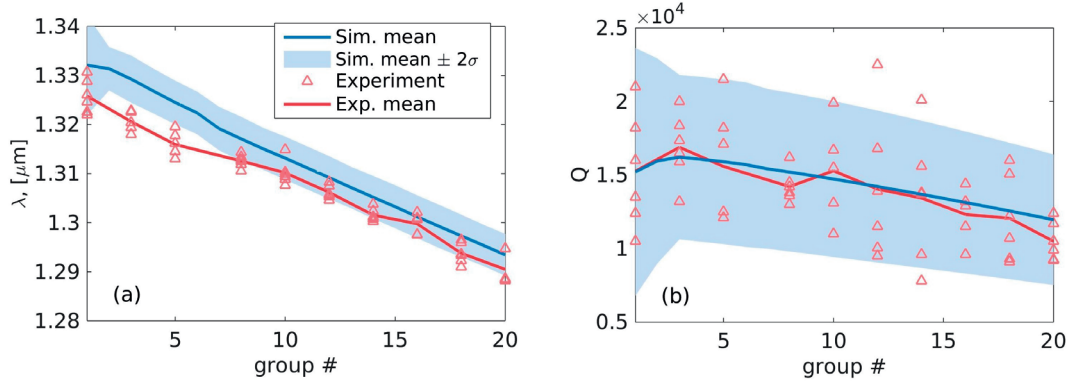 1.34
1.33
1.32
1.31
1.3
1.29
1.28
λ, [μm]
5
10
15
20
group #
(a)
Sim. mean
Sim. mean ± 2σ
Experiment
Exp. mean
×10⁴
2.5
2
1.5
1
0.5
Q
5
10
15
20
group #
(b)